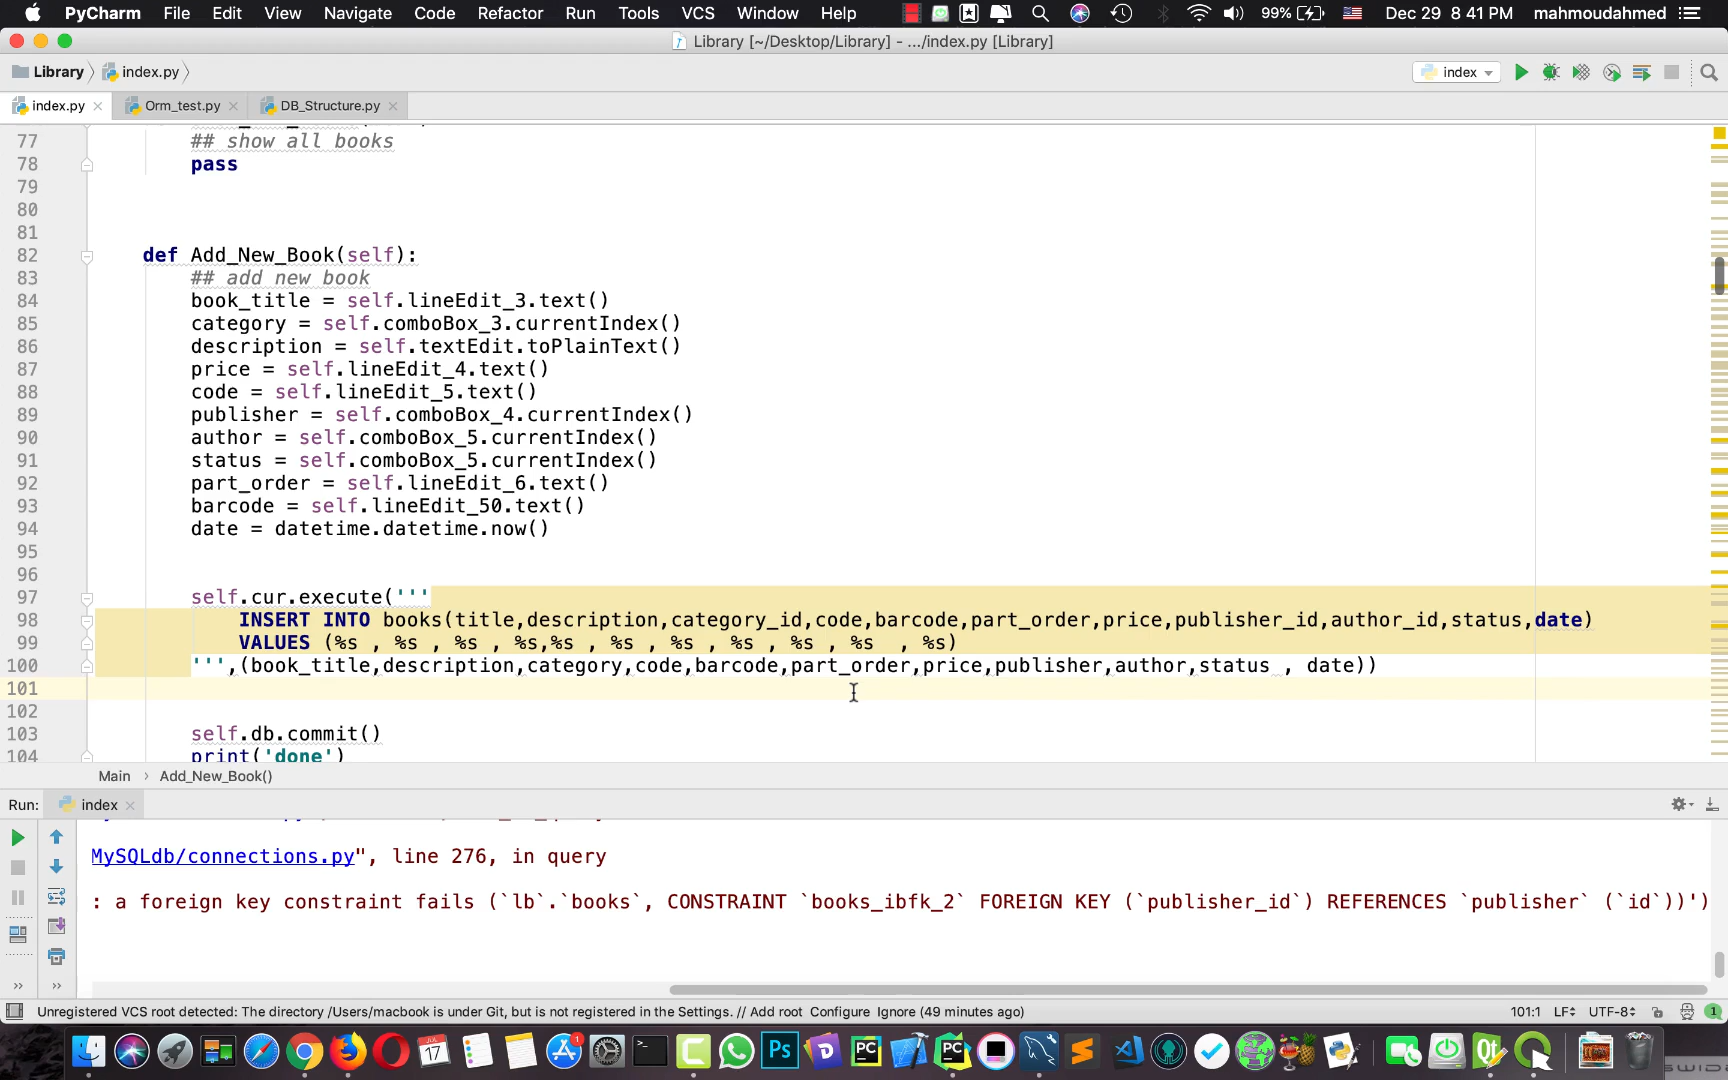 PyCharm File Edit View Navigate Code Refactor Run Tools VCS Window Help 99% Dec 29 8 41 PM mahmoudahmed
Library [~/Desktop/Library] - .../index.py [Library]
Library index.py index
index.py Orm_test.py DB_Structure.py
77 ## show all books
78 pass
79
80
81
82 def Add_New_Book(self):
83 ## add new book
84 book_title = self.lineEdit_3.text()
85 category = self.comboBox_3.currentIndex()
86 description = self.textEdit.toPlainText()
87 price = self.lineEdit_4.text()
88 code = self.lineEdit_5.text()
89 publisher = self.comboBox_4.currentIndex()
90 author = self.comboBox_5.currentIndex()
91 status = self.comboBox_5.currentIndex()
92 part_order = self.lineEdit_6.text()
93 barcode = self.lineEdit_50.text()
94 date = datetime.datetime.now()
95
96
97 self.cur.execute('''
98 INSERT INTO books(title,description,category_id,code,barcode,part_order,price,publisher_id,author_id,status,date)
99 VALUES (%s , %s , %s , %s,%s , %s , %s , %s , %s , %s , %s)
100 ''',(book_title,description,category,code,barcode,part_order,price,publisher,author,status , date))
101
102
103 self.db.commit()
104 print('done')
Main › Add_New_Book()
Run: index
MySQLdb/connections.py", line 276, in query
: a foreign key constraint fails (`lb`.`books`, CONSTRAINT `books_ibfk_2` FOREIGN KEY (`publisher_id`) REFERENCES `publisher` (`id`))')
Unregistered VCS root detected: The directory /Users/macbook is under Git, but is not registered in the Settings. // Add root Configure Ignore (49 minutes ago) 101:1 LF UTF-8 1